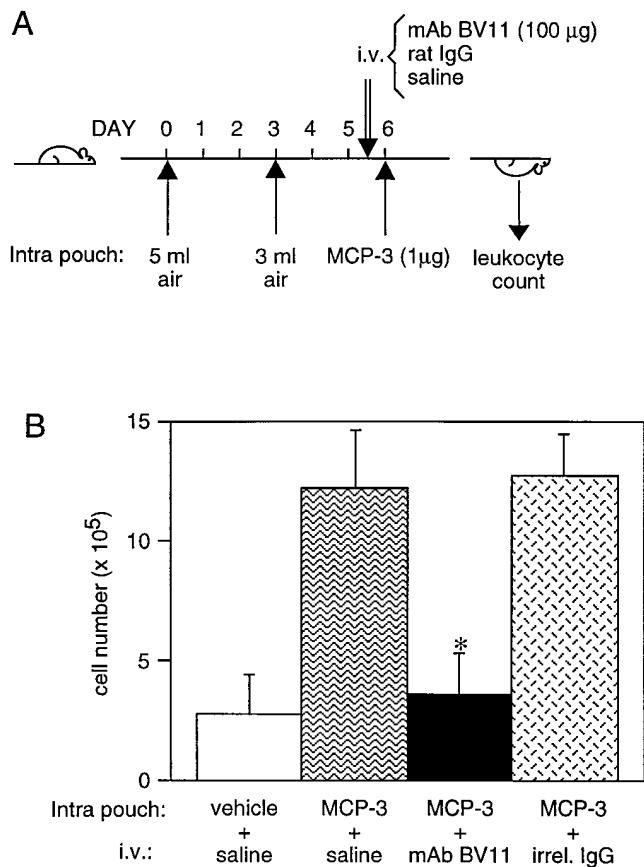 A
i.v.
mAb BV11 (100 µg)
rat IgG
saline
DAY 0 1 2 3 4 5 6
Intra pouch: 5 ml air 3 ml air MCP-3 (1µg) leukocyte count
B
cell number (x 10⁵)
15
10
5
0
*
Intra pouch: vehicle MCP-3 MCP-3 MCP-3
+ + + +
i.v.: saline saline mAb BV11 irrel. IgG